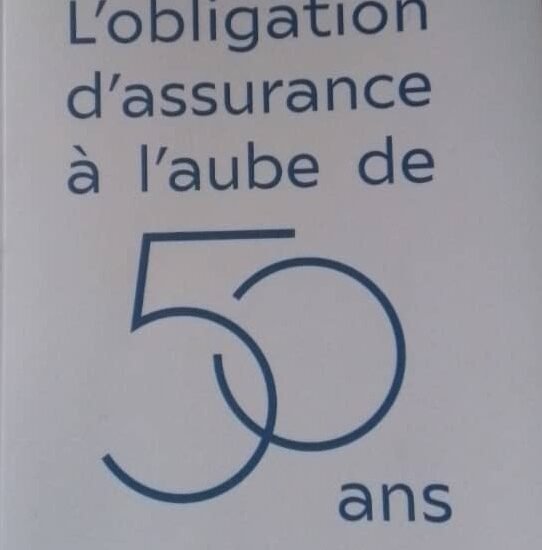 L'obligation
d'assurance
à l'aube de
50
ans